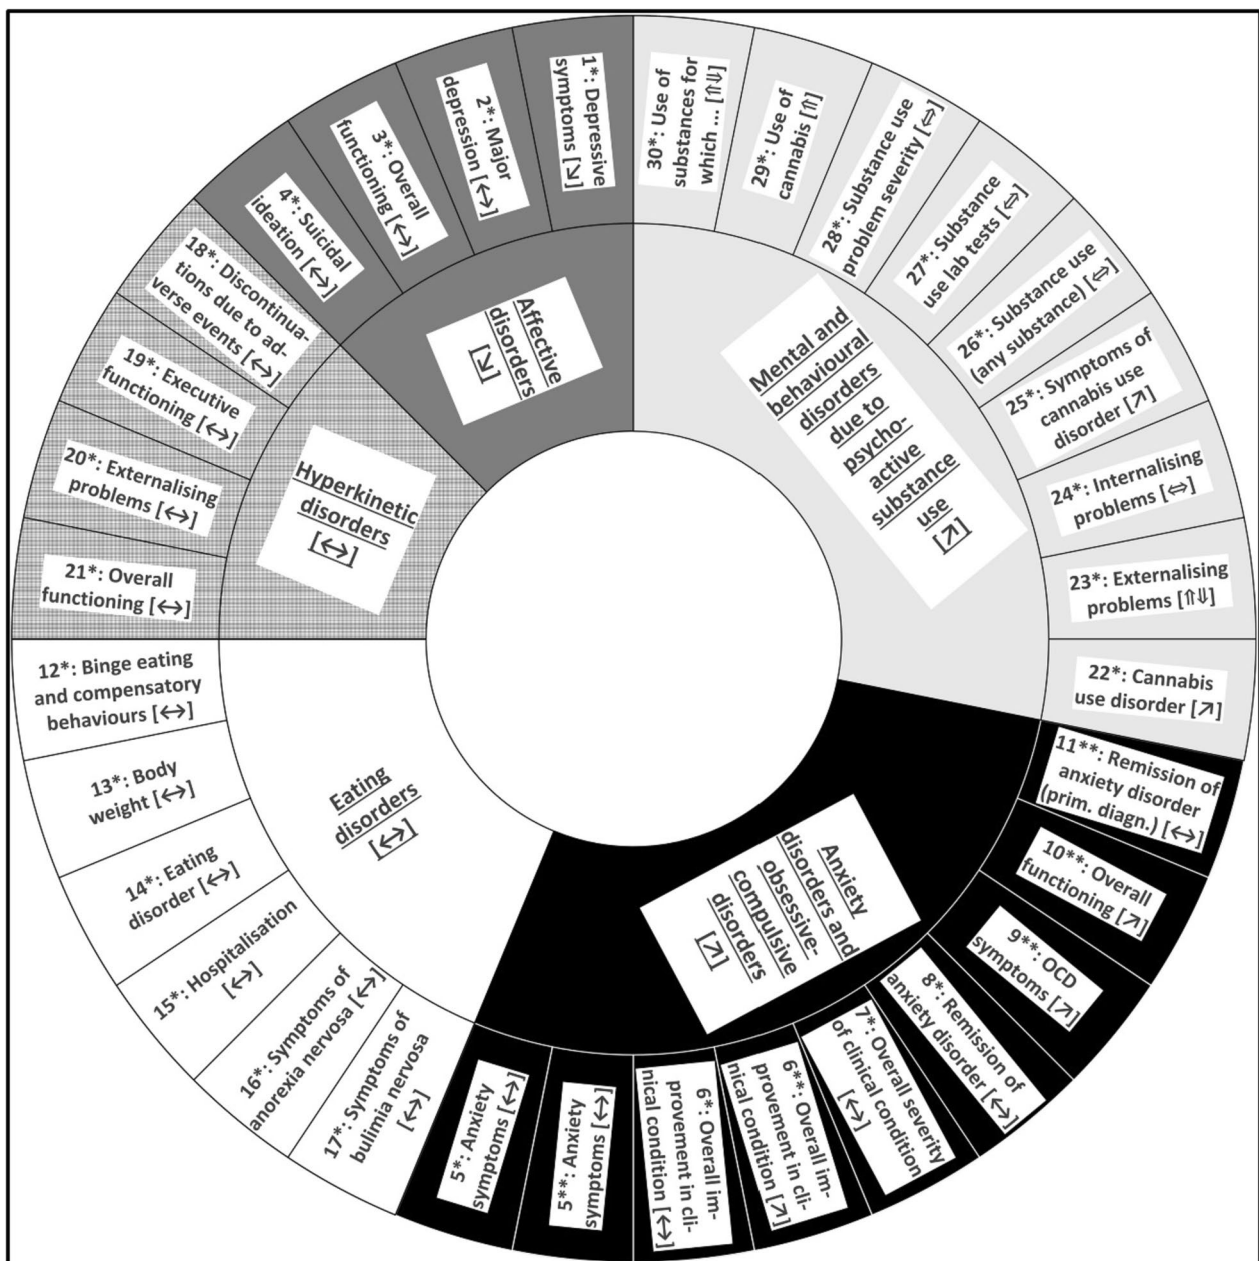 1*: Depressive
symptoms [↘]
2*: Major
depression [↔]
3*: Overall
functioning [↔]
4*: Suicidal
ideation [↔]
18*: Discontinua-
tions due to ad-
verse events [↔]
19*: Executive
functioning [↔]
20*: Externalising
problems [↔]
21*: Overall
functioning [↔]
12*: Binge eating
and compensatory
behaviours [↔]
13*: Body
weight [↔]
14*: Eating
disorder [↔]
15*: Hospitalisation
[↔]
16*: Symptoms of
anorexia nervosa [↔]
17*: Symptoms of
bulimia nervosa
[↔]
5*: Anxiety
symptoms [↔]
5**: Anxiety
symptoms [↔]
6*: Overall im-
provement in cli-
nical condition [↔]
6**: Overall im-
provement in cli-
nical condition [↗]
7*: Overall severity
of clinical condition
[↔]
8*: Remission of
anxiety disorder [↔]
9**: OCD
symptoms [↗]
10**: Overall
functioning [↗]
11**: Remission of
anxiety disorder
(prim. diagn.) [↔]
22*: Cannabis
use disorder [↗]
23*: Externalising
problems [⇑⇓]
24*: Internalising
problems [⇔]
25*: Symptoms of
cannabis use
disorder [↗]
26*: Substance use
(any substance) [⇔]
27*: Substance
use lab tests [⇔]
28*: Substance use
problem severity [⇔]
29*: Use of
cannabis [⇑]
30*: Use of
substances for
which ... [⇑⇓]
Affective
disorders
[↘]
Hyperkinetic
disorders
[↔]
Eating
disorders
[↔]
Anxiety
disorders and
obsessive-
compulsive
disorders
[↗]
Mental and
behavioural
disorders
due to
psycho-
active
substance
use
[↗]